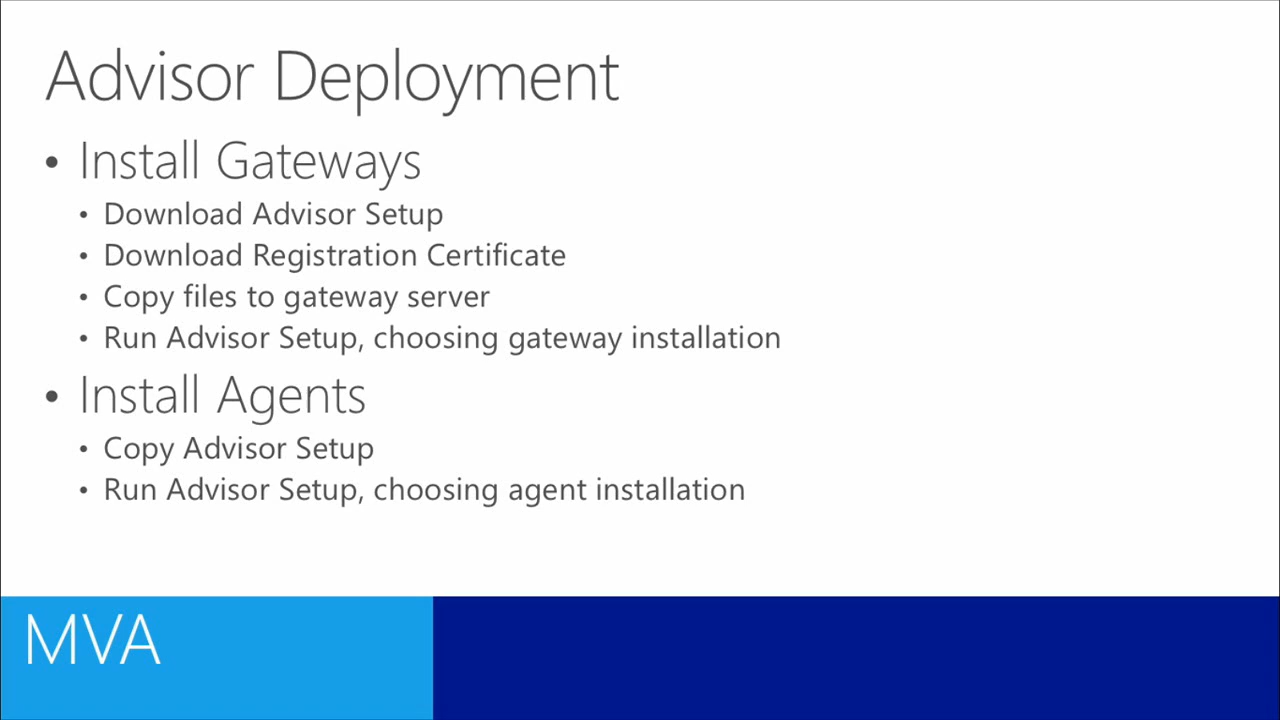 Advisor Deployment
• Install Gateways
• Download Advisor Setup
• Download Registration Certificate
• Copy files to gateway server
• Run Advisor Setup, choosing gateway installation
• Install Agents
• Copy Advisor Setup
• Run Advisor Setup, choosing agent installation
MVA